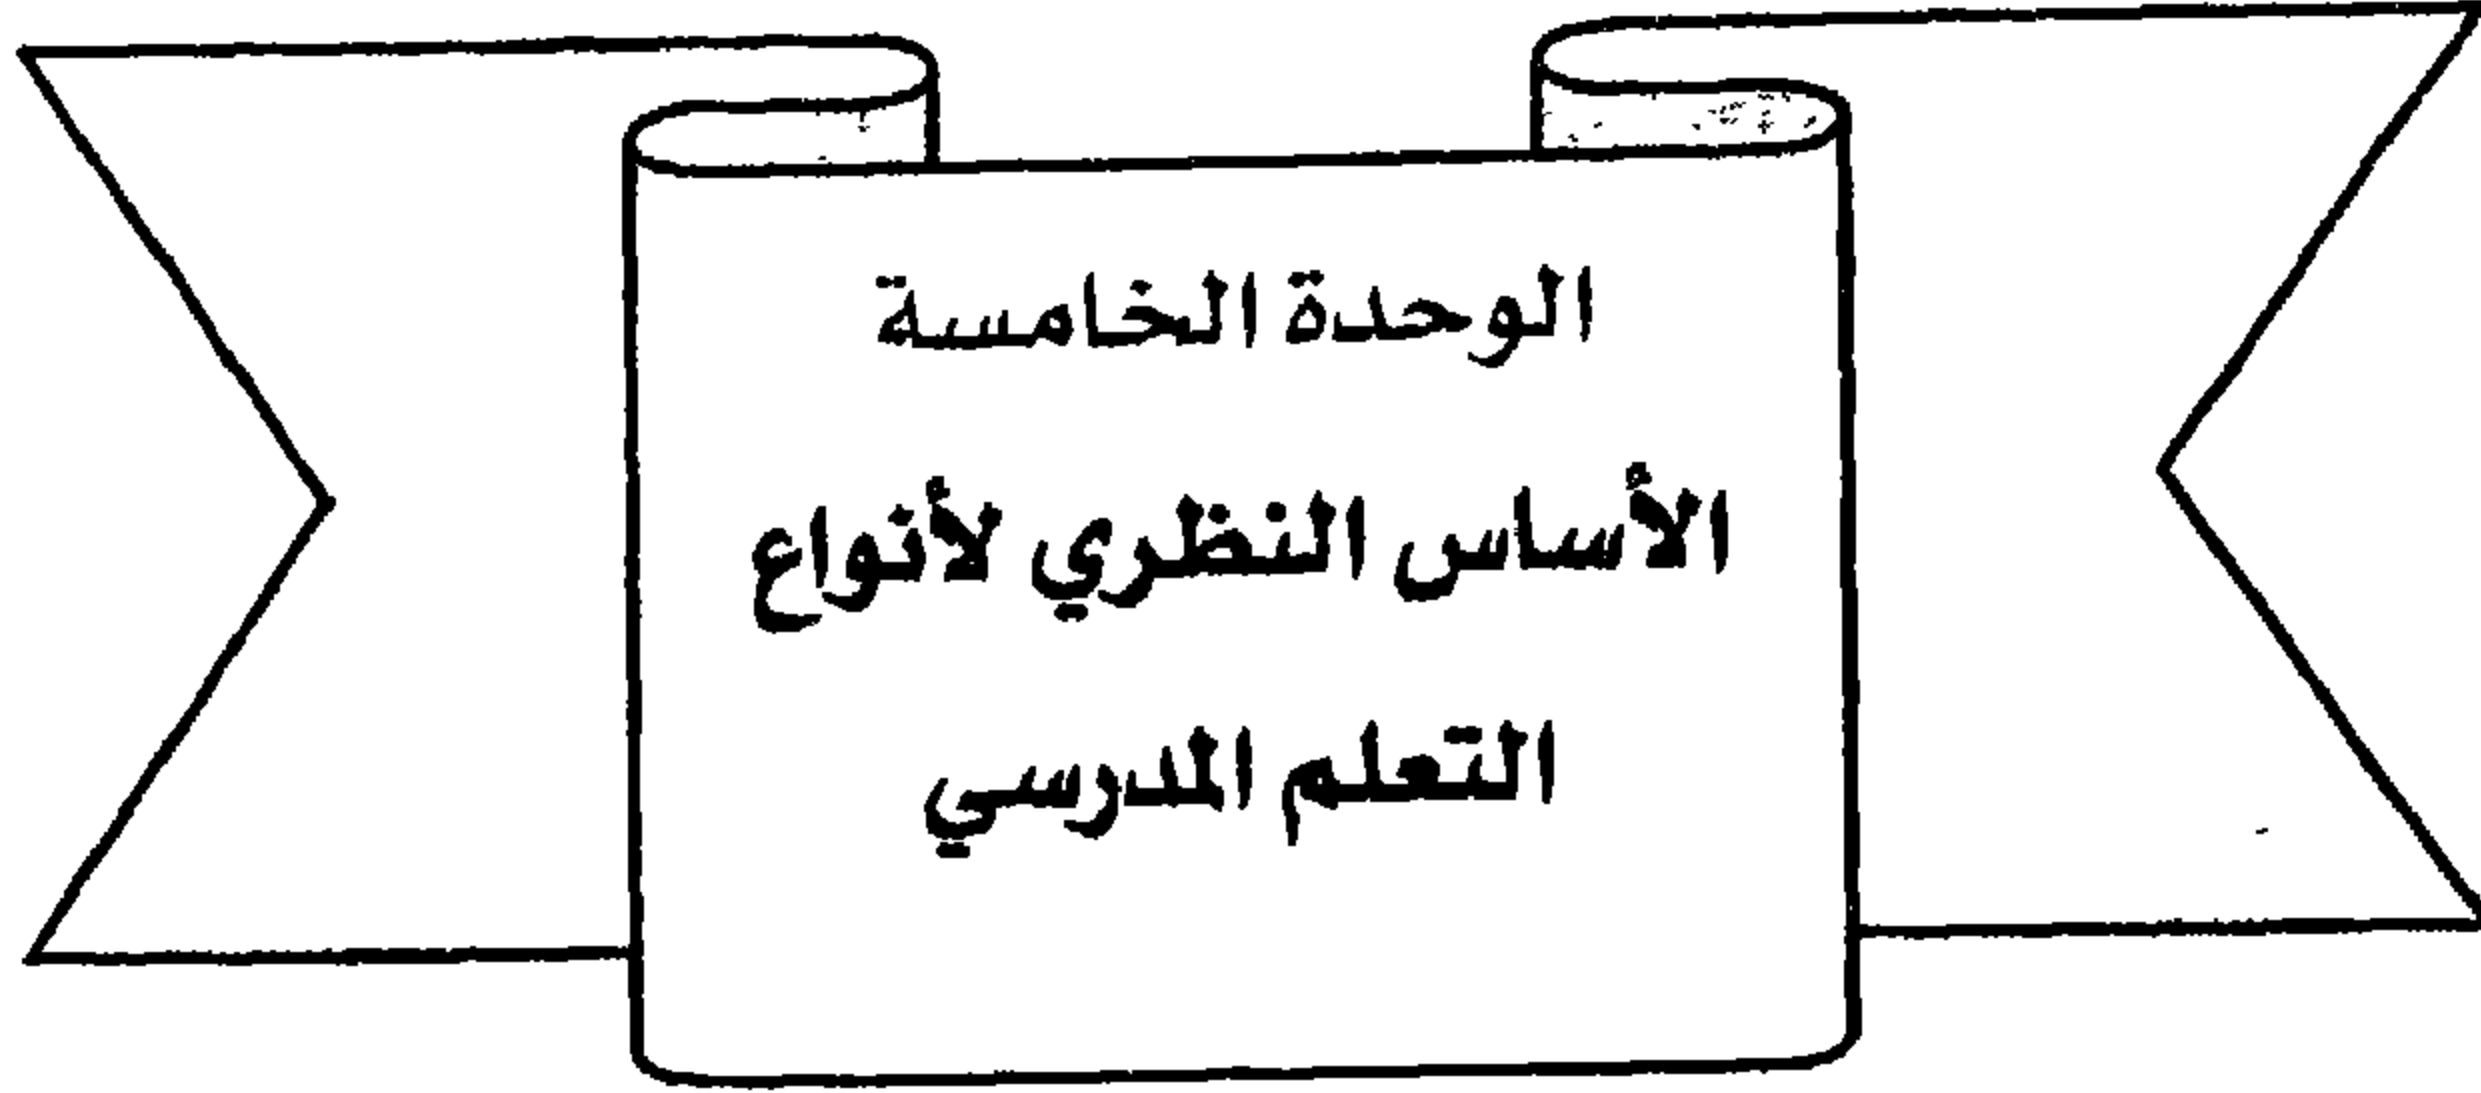 الوحدة الخامسة
الأساس النظري لأنواع
التعلم المدرسي